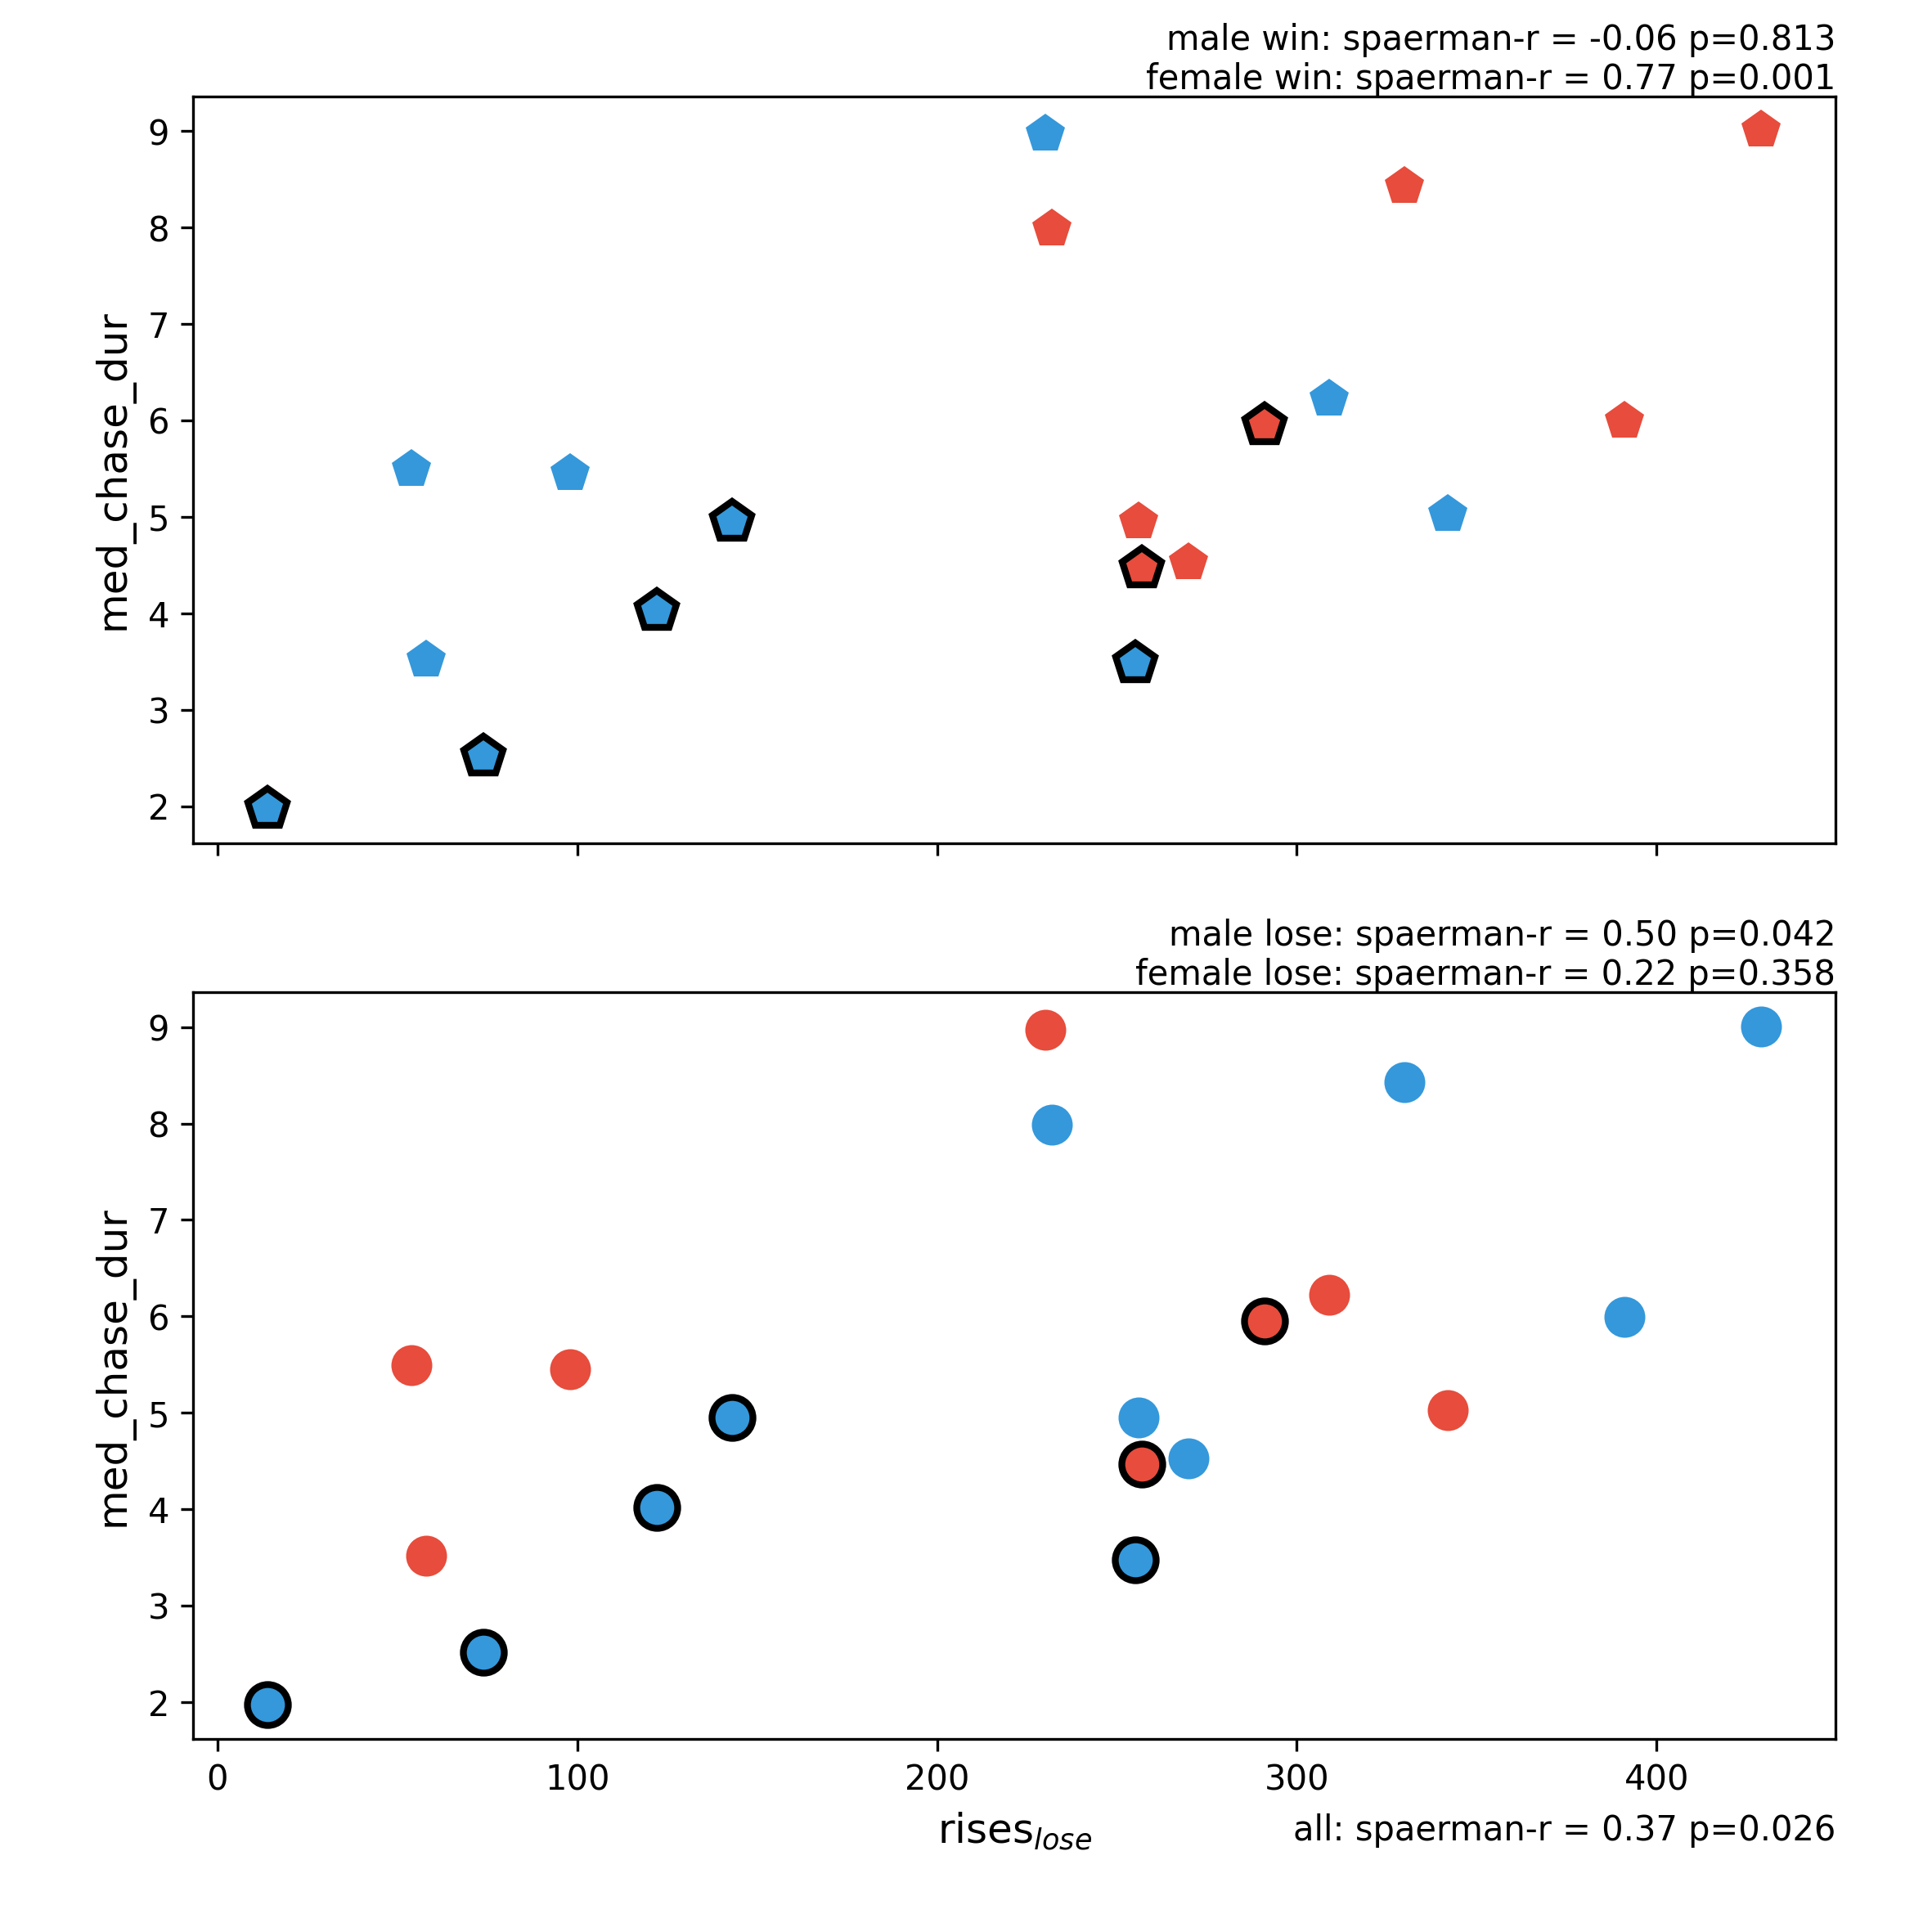 male win: spaerman-r = -0.06 p=0.813
female win: spaerman-r = 0.77 p=0.001
9
8
7
6
5
4
3
2
med_chase_dur
male lose: spaerman-r = 0.50 p=0.042
female lose: spaerman-r = 0.22 p=0.358
9
8
7
6
5
4
3
2
med_chase_dur
0 100 200 300 400
rises_lose
all: spaerman-r = 0.37 p=0.026